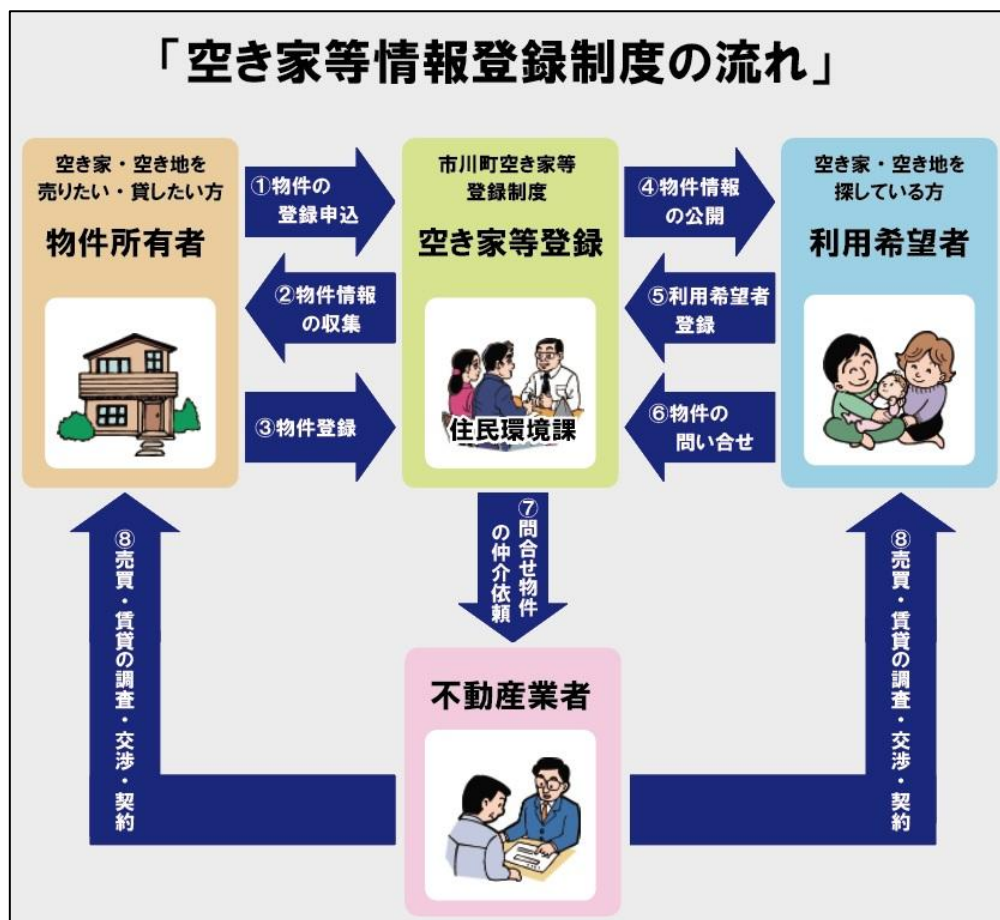 「空き家等情報登録制度の流れ」
空き家・空き地を
売りたい・貸したい方
物件所有者
①物件の
登録申込
②物件情報
の収集
③物件登録
市川町空き家等
登録制度
空き家等登録
住民環境課
④物件情報
の公開
⑤利用希望者
登録
⑥物件の
問い合せ
空き家・空き地を
探している方
利用希望者
⑦問合せ物件
の仲介依頼
⑧売買・賃貸の調査・交渉・契約
不動産業者
⑧売買・賃貸の調査・交渉・契約